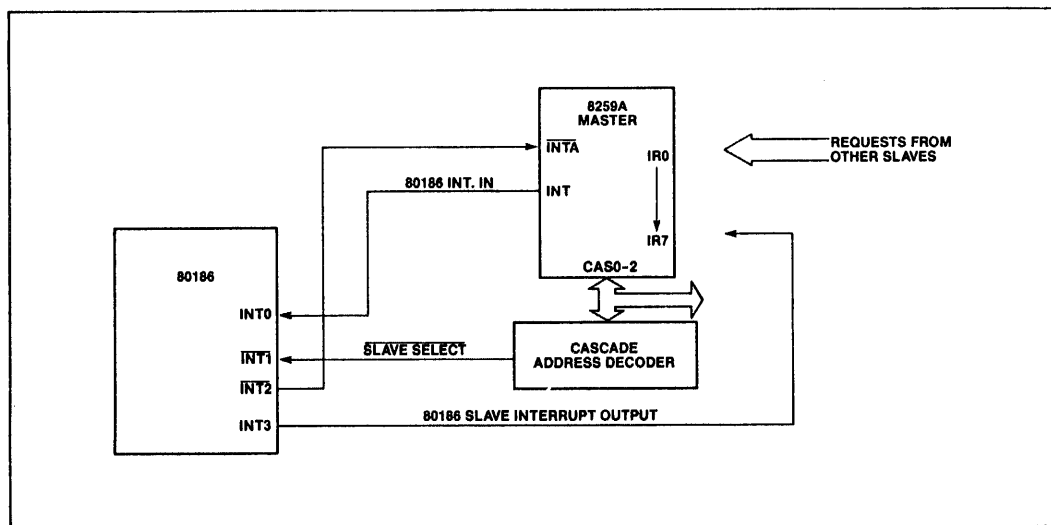 8259A
MASTER
INTA
IR0
REQUESTS FROM
OTHER SLAVES
80186 INT. IN
INT
IR7
80186
CAS0-2
INT0
SLAVE SELECT
CASCADE
ADDRESS DECODER
INT1
INT2
80186 SLAVE INTERRUPT OUTPUT
INT3